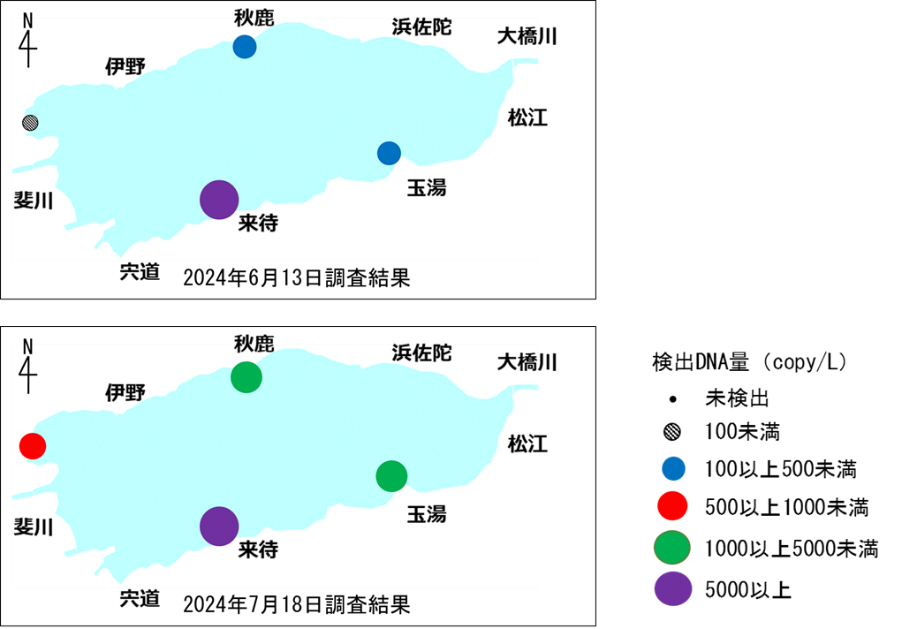 N
秋鹿
浜佐陀
大橋川
伊野
松江
斐川
玉湯
来待
宍道
2024年6月13日調査結果
N
秋鹿
浜佐陀
大橋川
伊野
松江
斐川
玉湯
来待
宍道
2024年7月18日調査結果
検出DNA量（copy/L）
未検出
100未満
100以上500未満
500以上1000未満
1000以上5000未満
5000以上